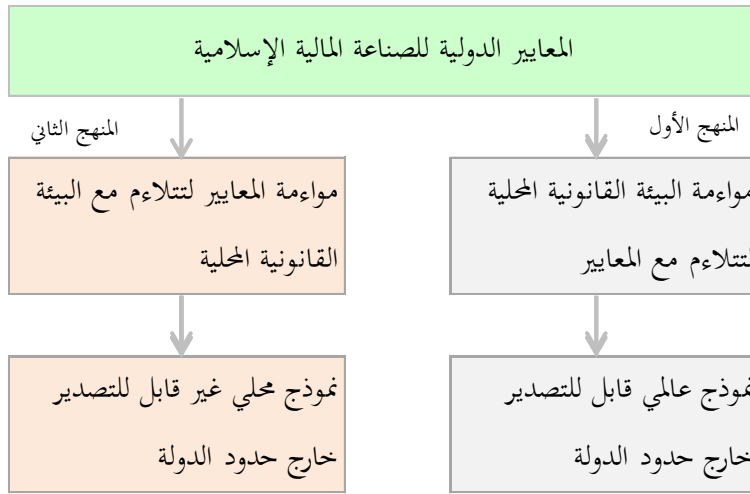 المعايير الدولية للصناعة المالية الإسلامية
المنهج الأول
المنهج الثاني
مواءمة البيئة القانونية المحلية
لتتلاءم مع المعايير
مواءمة المعايير لتتلاءم مع البيئة
القانونية المحلية
نموذج عالمي قابل للتصدير
خارج حدود الدولة
نموذج محلي غير قابل للتصدير
خارج حدود الدولة